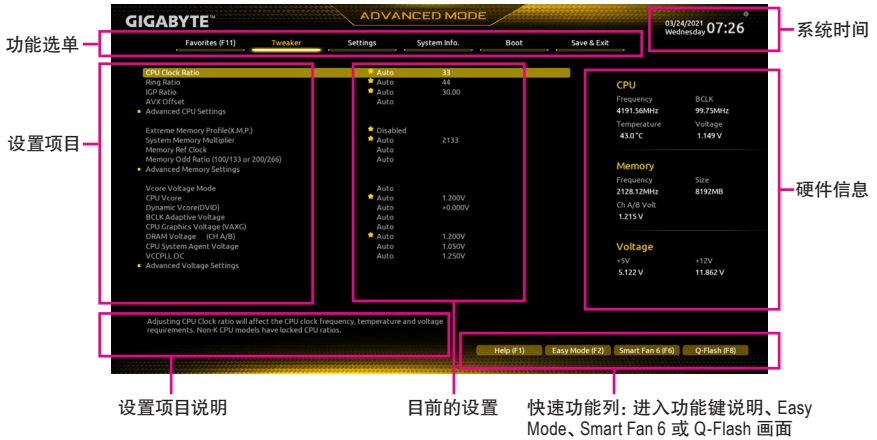 GIGABYTE™
ADVANCED MODE
03/24/2021
Wednesday 07:26
系统时间
功能选单
Favorites (F11) Tweaker Settings System Info. Boot Save & Exit
设置项目
CPU Clock Ratio Auto 33
Ring Ratio Auto 44
IGP Ratio Auto 30.00
AVX Offset Auto
Advanced CPU Settings
Extreme Memory Profile(X.M.P.) Disabled
System Memory Multiplier Auto 2133
Memory Ref Clock Auto
Memory Odd Ratio (100/133 or 200/266) Auto
Advanced Memory Settings
Vcore Voltage Mode Auto
CPU Vcore Auto 1.200V
Dynamic Vcore(DVID) Auto +0.000V
BCLK Adaptive Voltage Auto
CPU Graphics Voltage (VAXG) Auto
DRAM Voltage (CH A/B) Auto 1.200V
CPU System Agent Voltage Auto 1.050V
VCCPLL OC Auto 1.250V
Advanced Voltage Settings
CPU
Frequency BCLK
4191.56MHz 99.75MHz
Temperature Voltage
43.0 °C 1.149 V
Memory
Frequency Size
2128.12MHz 8192MB
Ch A/B Volt
1.215 V
Voltage
+5V +12V
5.122 V 11.862 V
硬件信息
Adjusting CPU Clock ratio will affect the CPU clock frequency, temperature and voltage
requirements. Non-K CPU models have locked CPU ratios.
Help (F1) Easy Mode (F2) Smart Fan 6 (F6) Q-Flash (F8)
设置项目说明
目前的设置
快速功能列: 进入功能键说明、Easy
Mode、Smart Fan 6 或 Q-Flash 画面